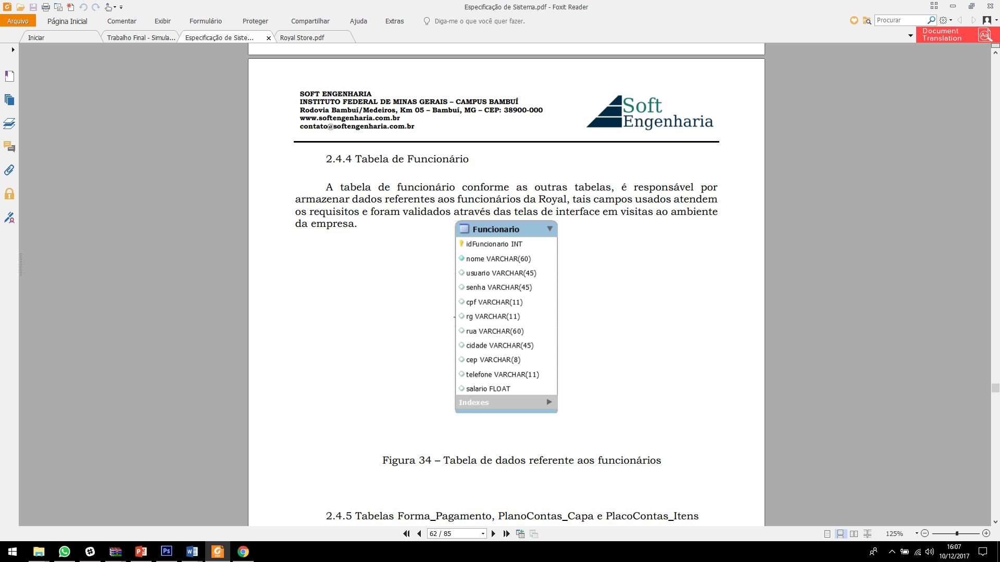 Especificação de Sistema.pdf - Foxit Reader
Arquivo Página Inicial Comentar Exibir Formulário Proteger Compartilhar Ajuda Extras Diga-me o que você quer fazer. Procurar
Iniciar Trabalho Final - Simula... Especificação de Siste... Royal Store.pdf
Document
Translation
SOFT ENGENHARIA
INSTITUTO FEDERAL DE MINAS GERAIS – CAMPUS BAMBUÍ
Rodovia Bambuí/Medeiros, Km 05 – Bambuí, MG – CEP: 38900-000
www.softengenharia.com.br
contato@softengenharia.com.br
Soft
Engenharia
2.4.4 Tabela de Funcionário
A tabela de funcionário conforme as outras tabelas, é responsável por
armazenar dados referentes aos funcionários da Royal, tais campos usados atendem
os requisitos e foram validados através das telas de interface em visitas ao ambiente
da empresa.
Funcionario
idFuncionario INT
nome VARCHAR(60)
usuario VARCHAR(45)
senha VARCHAR(45)
cpf VARCHAR(11)
rg VARCHAR(11)
rua VARCHAR(60)
cidade VARCHAR(45)
cep VARCHAR(8)
telefone VARCHAR(11)
salario FLOAT
Indexes
Figura 34 – Tabela de dados referente aos funcionários
2.4.5 Tabelas Forma_Pagamento, PlanoContas_Capa e PlacoContas_Itens
62 / 85
125%
16:07
10/12/2017